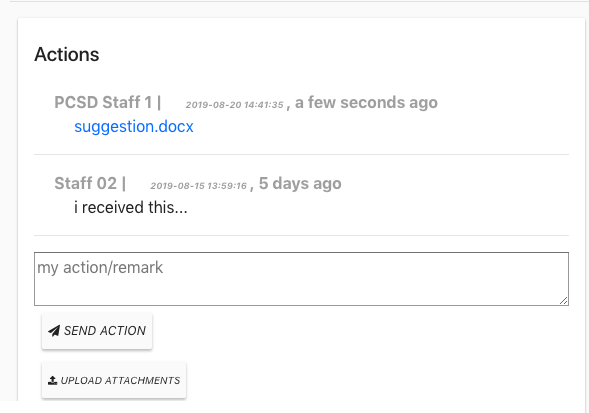 Actions
PCSD Staff 1 | 2019-08-20 14:41:35 , a few seconds ago
suggestion.docx
Staff 02 | 2019-08-15 13:59:16 , 5 days ago
i received this...
my action/remark
SEND ACTION
UPLOAD ATTACHMENTS